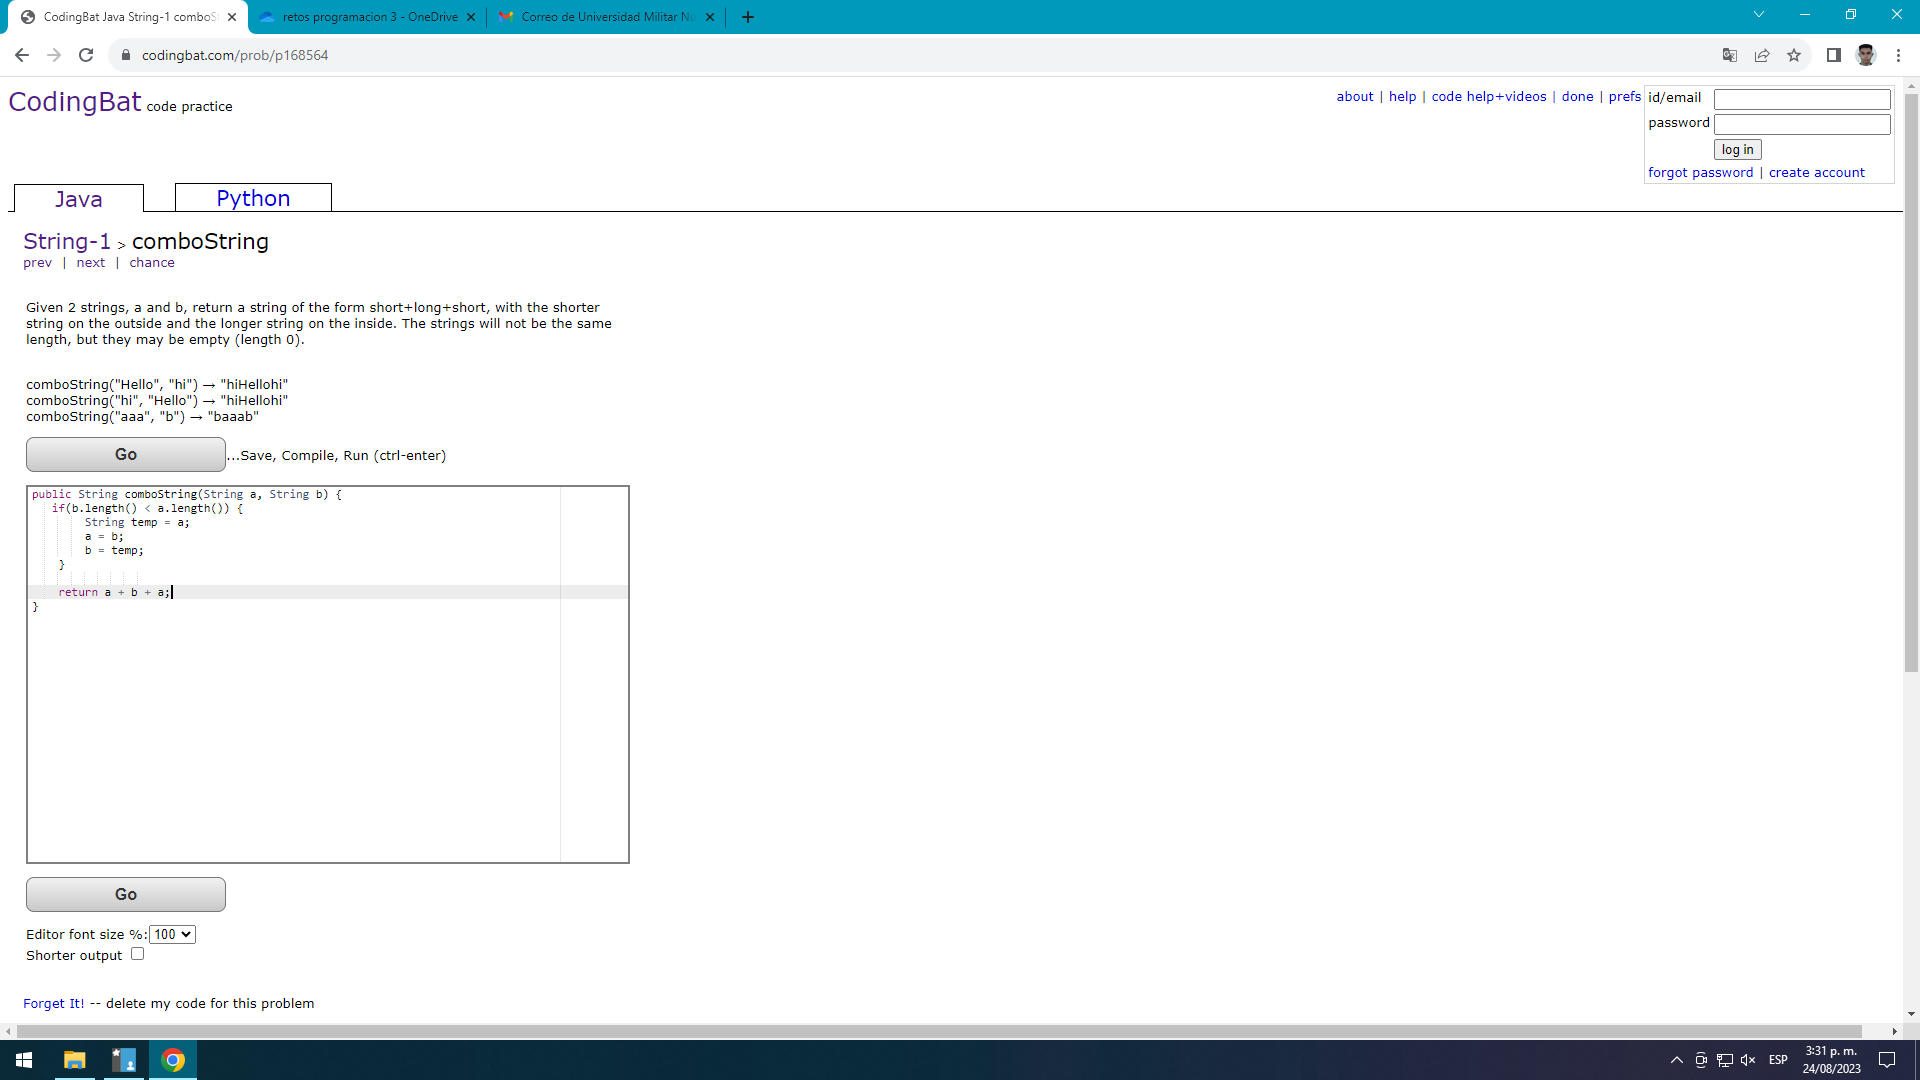 CodingBat Java String-1 comboS
retos programacion 3 - OneDrive
Correo de Universidad Militar Nu
codingbat.com/prob/p168564
CodingBat code practice
about | help | code help+videos | done | prefs
id/email
password
log in
forgot password | create account
Java
Python
String-1 > comboString
prev | next | chance
Given 2 strings, a and b, return a string of the form short+long+short, with the shorter
string on the outside and the longer string on the inside. The strings will not be the same
length, but they may be empty (length 0).
comboString("Hello", "hi") → "hiHellohi"
comboString("hi", "Hello") → "hiHellohi"
comboString("aaa", "b") → "baaab"
Go
...Save, Compile, Run (ctrl-enter)
public String comboString(String a, String b) {
if(b.length() < a.length()) {
String temp = a;
a = b;
b = temp;
}
return a + b + a;
}
Go
Editor font size %: 100
Shorter output
Forget It! -- delete my code for this problem
ESP
3:31 p. m.
24/08/2023